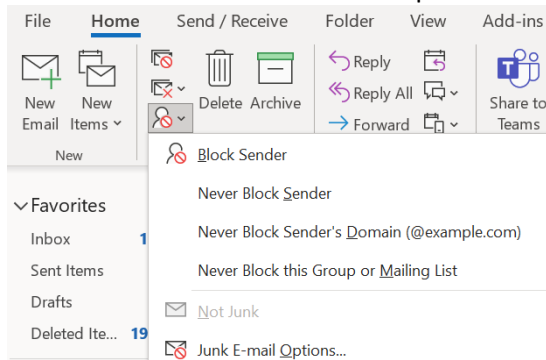 File Home Send / Receive Folder View Add-ins
New Email
New Items
Delete
Archive
Reply
Reply All
Forward
Share to Teams
New
Block Sender
Never Block Sender
Never Block Sender's Domain (@example.com)
Never Block this Group or Mailing List
Not Junk
Junk E-mail Options...
Favorites
Inbox 1
Sent Items
Drafts
Deleted Ite... 19